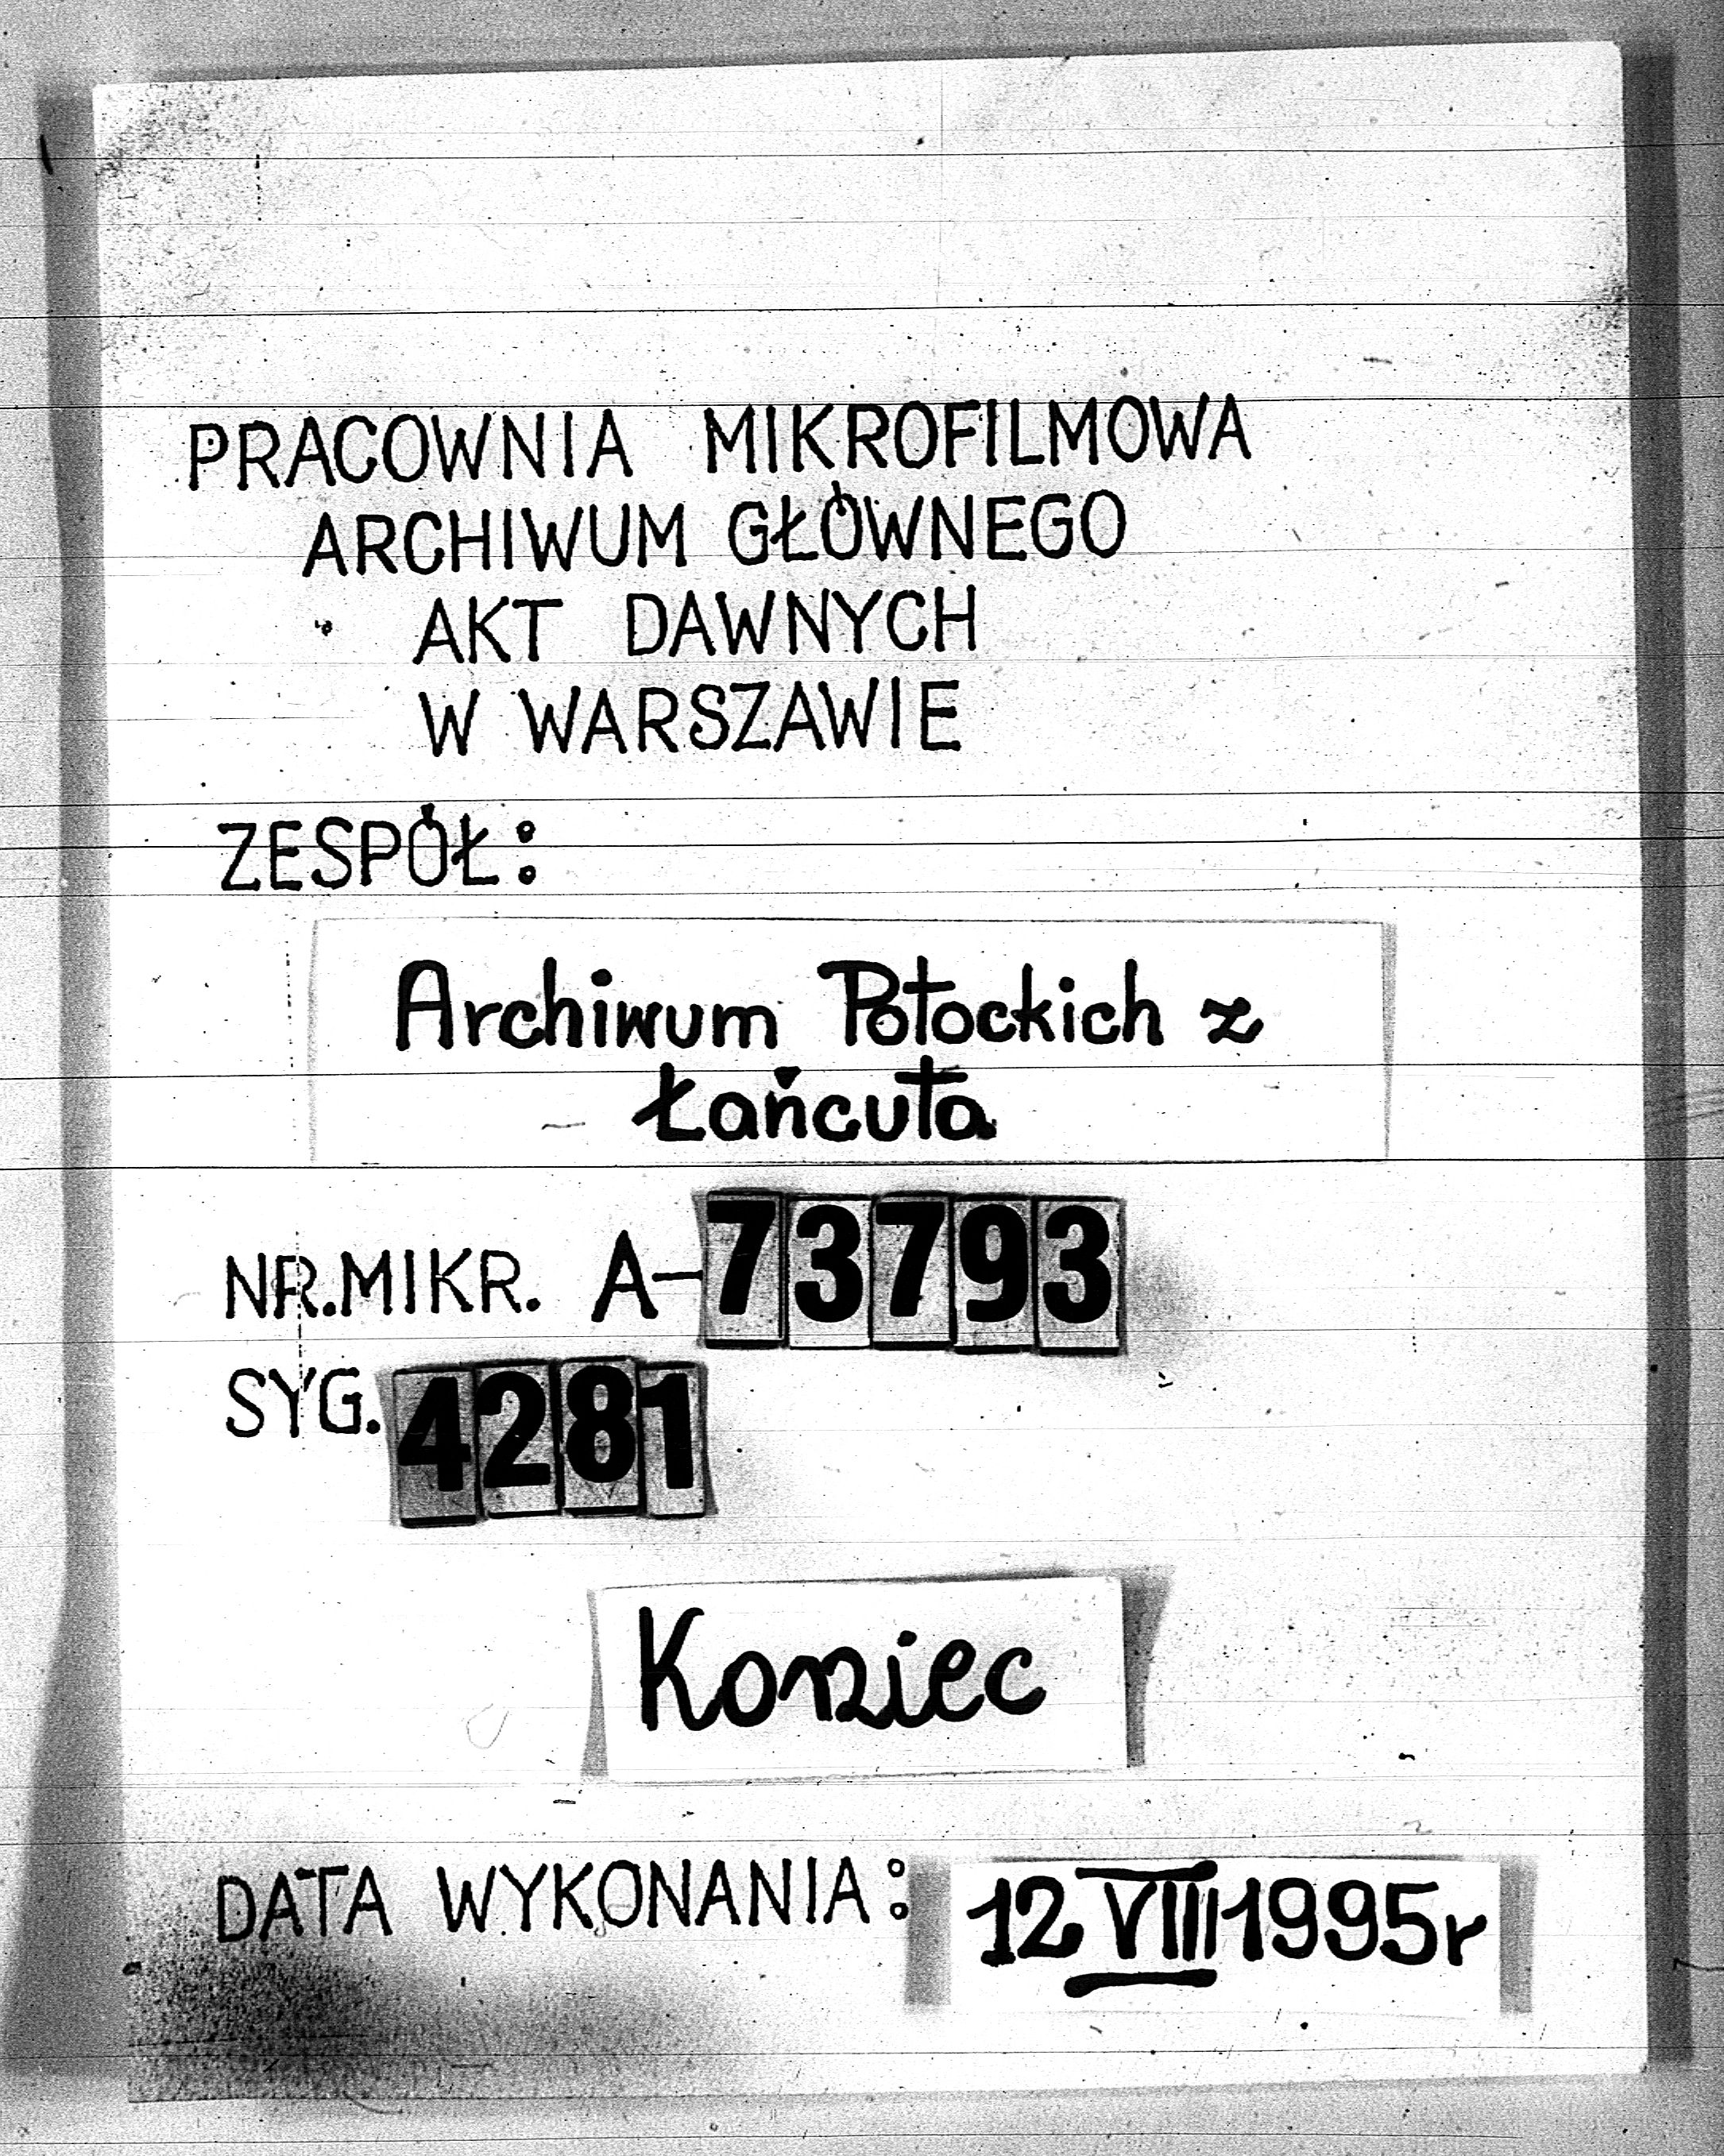 PRACOWNIA MIKROFILMOWA
ARCHIWUM GŁÓWNEGO
AKT DAWNYCH
W WARSZAWIE
ZESPÓŁ:
Archiwum Potockich z
Łańcuta
NR.MIKR. A-73793
SYG. 4281
Koniec
DATA WYKONANIA: 12 VIII 1995r